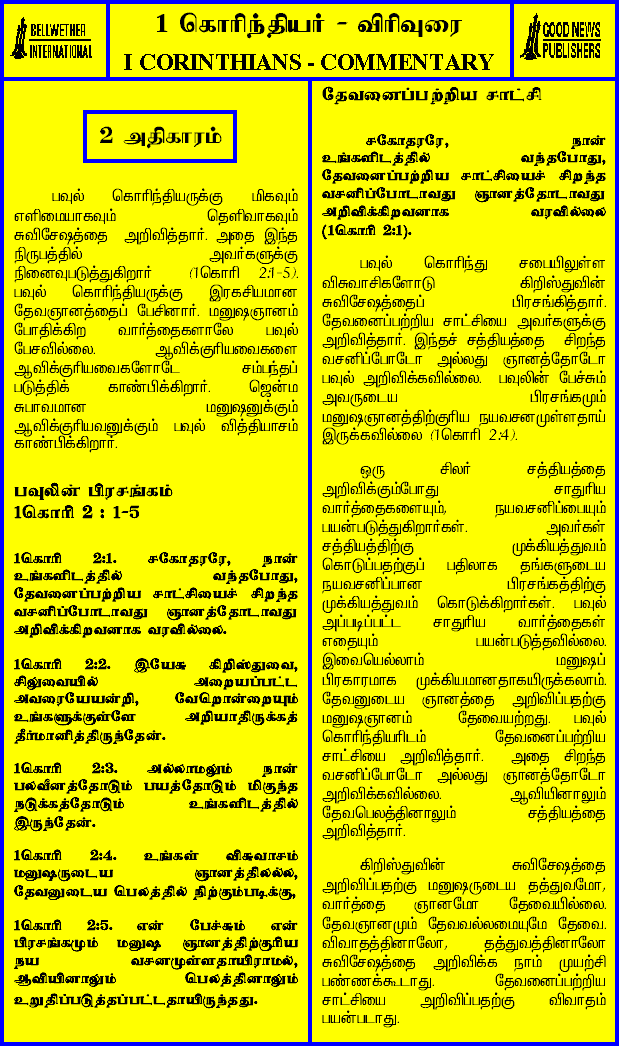 BELLWETHER
INTERNATIONAL
1 கொரிந்தியர் - விரிவுரை
I CORINTHIANS - COMMENTARY
GOOD NEWS
PUBLISHERS
2 அதிகாரம்
பவுல் கொரிந்தியருக்கு மிகவும்
எளிமையாகவும் தெளிவாகவும்
சுவிசேஷத்தை அறிவித்தார். அதை இந்த
நிருபத்தில் அவர்களுக்கு
நினைவுபடுத்துகிறார் (1கொரி 2:1-5).
பவுல் கொரிந்தியருக்கு இரகசியமான
தேவஞானத்தைப் பேசினார். மனுஷஞானம்
போதிக்கிற வார்த்தைகளாலே பவுல்
பேசவில்லை. ஆவிக்குரியவைகளை
ஆவிக்குரியவைகளோடே சம்பந்தப்
படுத்திக் காண்பிக்கிறார். ஜென்ம
சுபாவமான மனுஷனுக்கும்
ஆவிக்குரியவனுக்கும் பவுல் வித்தியாசம்
காண்பிக்கிறார்.
பவுலின் பிரசங்கம்
1கொரி 2 : 1-5
1கொரி 2:1. சகோதரரே, நான்
உங்களிடத்தில் வந்தபோது,
தேவனைப்பற்றிய சாட்சியைச் சிறந்த
வசனிப்போடாவது ஞானத்தோடாவது
அறிவிக்கிறவனாக வரவில்லை.
1கொரி 2:2. இயேசு கிறிஸ்துவை,
சிலுவையில் அறையப்பட்ட
அவரையேயன்றி, வேறொன்றையும்
உங்களுக்குள்ளே அறியாதிருக்கத்
தீர்மானித்திருந்தேன்.
1கொரி 2:3. அல்லாமலும் நான்
பலவீனத்தோடும் பயத்தோடும் மிகுந்த
நடுக்கத்தோடும் உங்களிடத்தில்
இருந்தேன்.
1கொரி 2:4. உங்கள் விசுவாசம்
மனுஷருடைய ஞானத்திலல்ல,
தேவனுடைய பெலத்தில் நிற்கும்படிக்கு,
1கொரி 2:5. என் பேச்சும் என்
பிரசங்கமும் மனுஷ ஞானத்திற்குரிய
நய வசனமுள்ளதாயிராமல்,
ஆவியினாலும் பெலத்தினாலும்
உறுதிப்படுத்தப்பட்டதாயிருந்தது.
தேவனைப்பற்றிய சாட்சி
சகோதரரே, நான்
உங்களிடத்தில் வந்தபோது,
தேவனைப்பற்றிய சாட்சியைச் சிறந்த
வசனிப்போடாவது ஞானத்தோடாவது
அறிவிக்கிறவனாக வரவில்லை
(1கொரி 2:1).
பவுல் கொரிந்து சபையிலுள்ள
விசுவாசிகளோடு கிறிஸ்துவின்
சுவிசேஷத்தைப் பிரசங்கித்தார்.
தேவனைப்பற்றிய சாட்சியை அவர்களுக்கு
அறிவித்தார். இந்தச் சத்தியத்தை சிறந்த
வசனிப்போடோ அல்லது ஞானத்தோடோ
பவுல் அறிவிக்கவில்லை. பவுலின் பேச்சும்
அவருடைய பிரசங்கமும்
மனுஷஞானத்திற்குரிய நயவசனமுள்ளதாய்
இருக்கவில்லை (1கொரி 2:4).
ஒரு சிலர் சத்தியத்தை
அறிவிக்கும்போது சாதுரிய
வார்த்தைகளையும், நயவசனிப்பையும்
பயன்படுத்துகிறார்கள். அவர்கள்
சத்தியத்திற்கு முக்கியத்துவம்
கொடுப்பதற்குப் பதிலாக தங்களுடைய
நயவசனிப்பான பிரசங்கத்திற்கு
முக்கியத்துவம் கொடுக்கிறார்கள். பவுல்
அப்படிப்பட்ட சாதுரிய வார்த்தைகள்
எதையும் பயன்படுத்தவில்லை.
இவையெல்லாம் மனுஷப்
பிரகாரமாக முக்கியமானதாகயிருக்கலாம்.
தேவனுடைய ஞானத்தை அறிவிப்பதற்கு
மனுஷஞானம் தேவையற்றது. பவுல்
கொரிந்தியரிடம் தேவனைப்பற்றிய
சாட்சியை அறிவித்தார். அதை சிறந்த
வசனிப்போடோ அல்லது ஞானத்தோடோ
அறிவிக்கவில்லை. ஆவியினாலும்
தேவபெலத்தினாலும் சத்தியத்தை
அறிவித்தார்.
கிறிஸ்துவின் சுவிசேஷத்தை
அறிவிப்பதற்கு மனுஷருடைய தத்துவமோ,
வார்த்தை ஞானமோ தேவையில்லை.
தேவஞானமும் தேவவல்லமையுமே தேவை.
விவாதத்தினாலோ, தத்துவத்தினாலோ
சுவிசேஷத்தை அறிவிக்க நாம் முயற்சி
பண்ணக்கூடாது. தேவனைப்பற்றிய
சாட்சியை அறிவிப்பதற்கு விவாதம்
பயன்படாது.